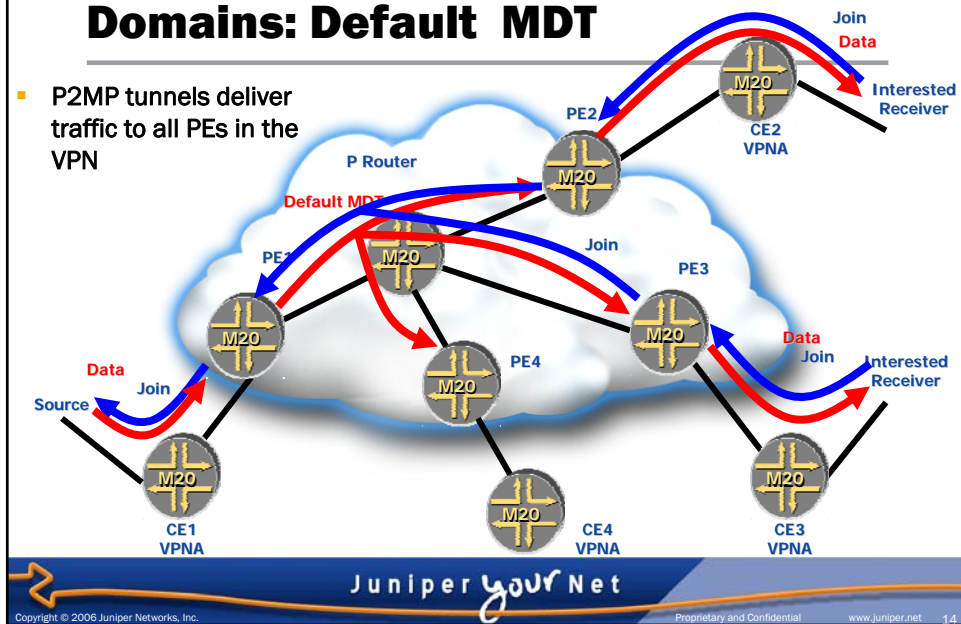 Domains: Default MDT
P2MP tunnels deliver
traffic to all PEs in the
VPN
Join
Data
Interested
Receiver
M20
CE2
VPNA
PE2
M20
P Router
Default MDT
M20
PE1
M20
Join
PE3
M20
PE4
M20
Data
Join
Interested
Receiver
Data
Join
Source
M20
CE1
VPNA
M20
CE4
VPNA
M20
CE3
VPNA
Juniper your Net
Copyright © 2006 Juniper Networks, Inc.
Proprietary and Confidential
www.juniper.net
14